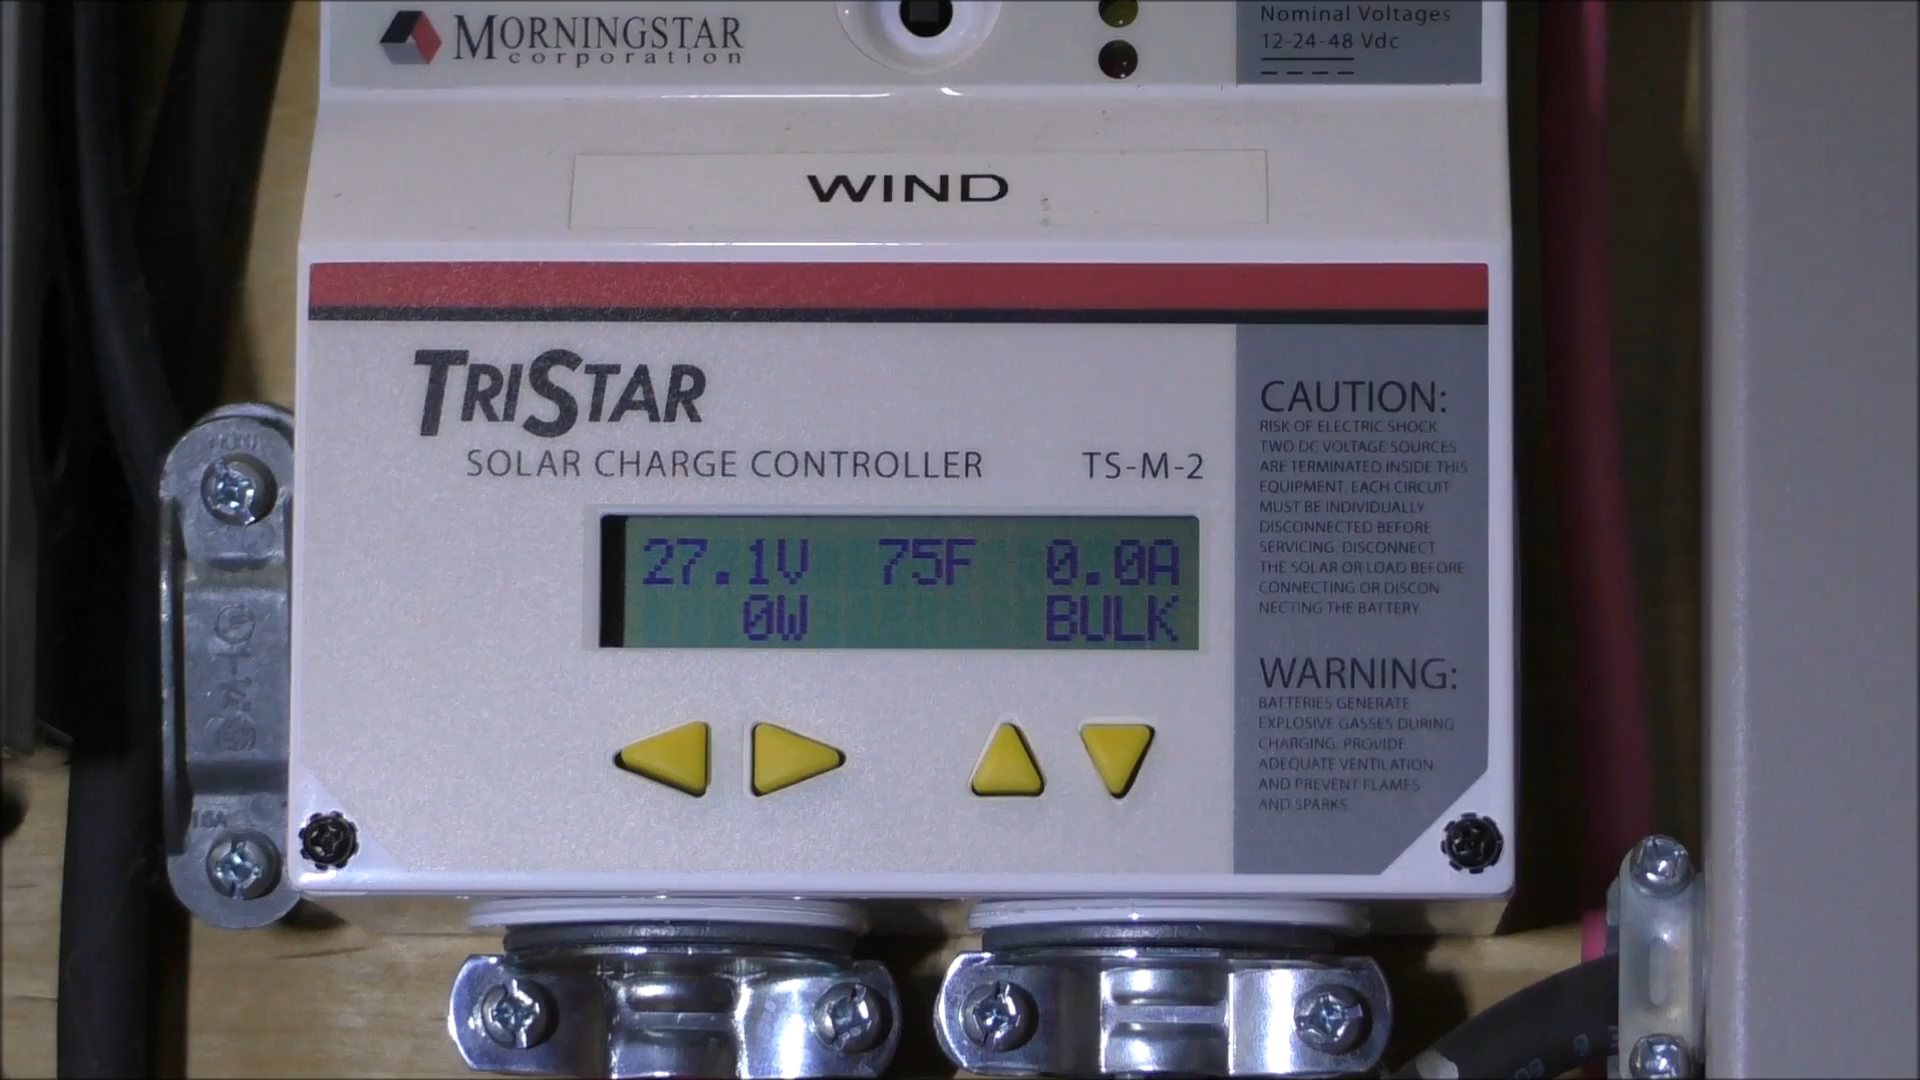 MORNINGSTAR
corporation
Nominal Voltages
12-24-48 Vdc
WIND
TRISTAR
SOLAR CHARGE CONTROLLER
TS-M-2
27.1V 75F 0.0A
0W BULK
CAUTION:
RISK OF ELECTRIC SHOCK
TWO DC VOLTAGE SOURCES
ARE TERMINATED INSIDE THIS
EQUIPMENT. EACH CIRCUIT
MUST BE INDIVIDUALLY
DISCONNECTED BEFORE
SERVICING. DISCONNECT
THE SOLAR OR LOAD BEFORE
CONNECTING OR DISCON
NECTING THE BATTERY
WARNING:
BATTERIES GENERATE
EXPLOSIVE GASSES DURING
CHARGING. PROVIDE
ADEQUATE VENTILATION
AND PREVENT FLAMES
AND SPARKS.